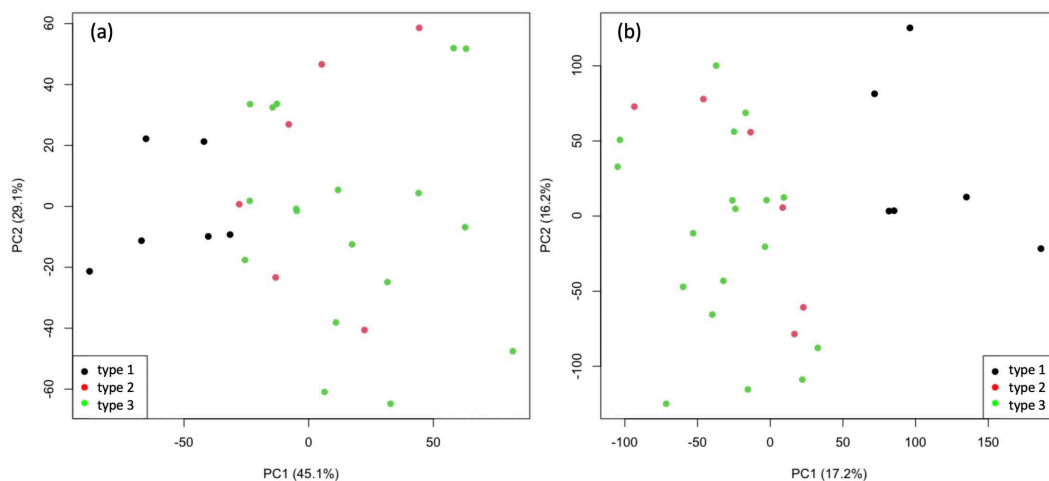 (a)
60
40
20
0
-20
-40
-60
PC2 (29.1%)
type 1
type 2
type 3
-50
0
50
PC1 (45.1%)
(b)
100
50
0
-50
-100
PC2 (16.2%)
type 1
type 2
type 3
-100
-50
0
50
100
150
PC1 (17.2%)